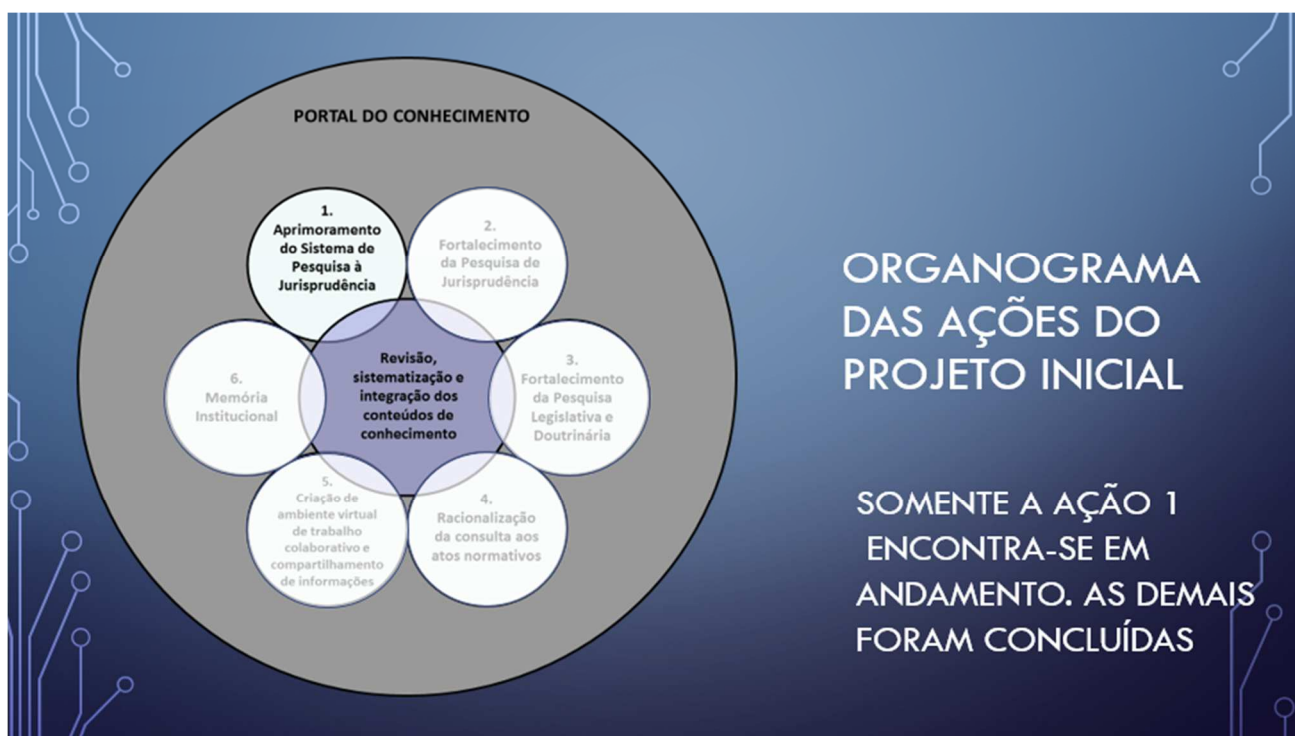 PORTAL DO CONHECIMENTO
1.
Aprimoramento
do Sistema de
Pesquisa à
Jurisprudência
2.
Fortalecimento
da Pesquisa de
Jurisprudência
3.
Fortalecimento
da Pesquisa
Legislativa e
Doutrinária
4.
Racionalização
da consulta aos
atos normativos
5.
Criação de
ambiente virtual
de trabalho
colaborativo e
compartilhamento
de informações
6.
Memória
Institucional
Revisão,
sistematização e
integração dos
conteúdos de
conhecimento
ORGANOGRAMA
DAS AÇÕES DO
PROJETO INICIAL
SOMENTE A AÇÃO 1
ENCONTRA-SE EM
ANDAMENTO. AS DEMAIS
FORAM CONCLUÍDAS